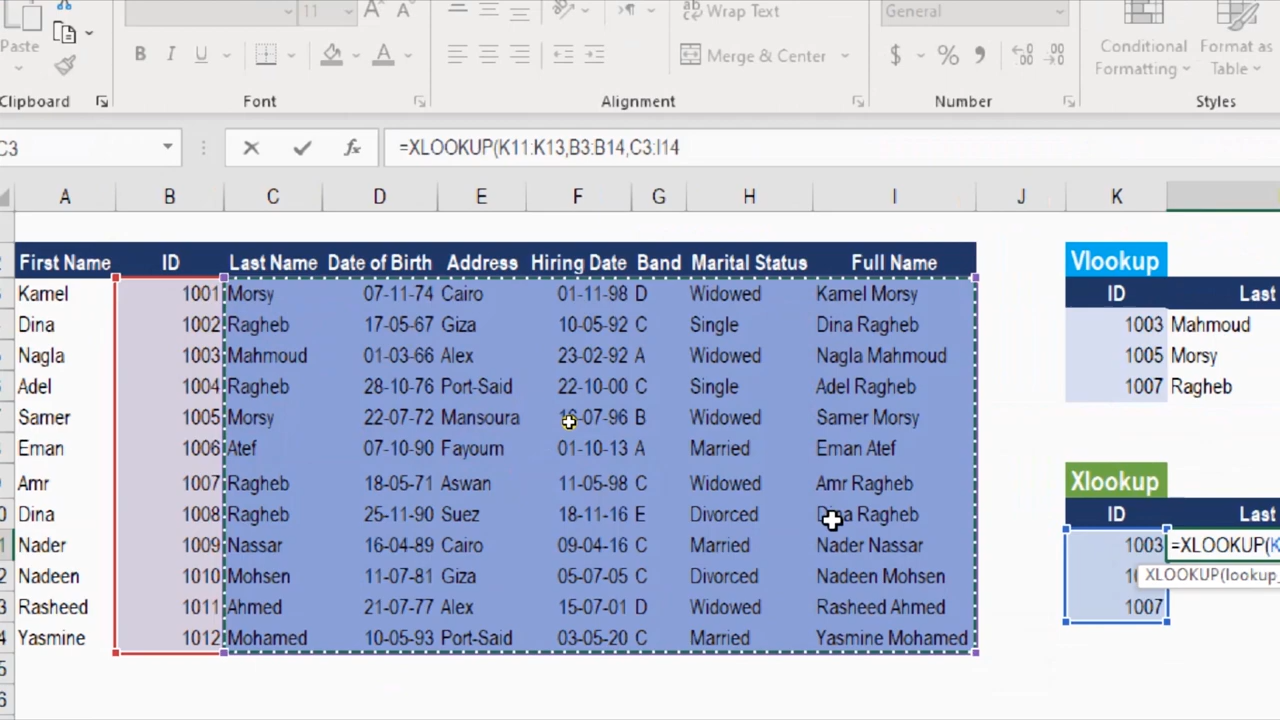 11
Wrap Text
General
Paste
B I U
Merge & Center
$ % 9
Conditional Formatting
Format as Table
Clipboard
Font
Alignment
Number
Styles
C3
fx
=XLOOKUP(K11:K13,B3:B14,C3:I14
A B C D E F G H I J K
2 First Name ID Last Name Date of Birth Address Hiring Date Band Marital Status Full Name Vlookup
Kamel 1001 Morsy 07-11-74 Cairo 01-11-98 D Widowed Kamel Morsy ID Last
Dina 1002 Ragheb 17-05-67 Giza 10-05-92 C Single Dina Ragheb 1003 Mahmoud
Nagla 1003 Mahmoud 01-03-66 Alex 23-02-92 A Widowed Nagla Mahmoud 1005 Morsy
Adel 1004 Ragheb 28-10-76 Port-Said 22-10-00 C Single Adel Ragheb 1007 Ragheb
Samer 1005 Morsy 22-07-72 Mansoura B Widowed Samer Morsy
Eman 1006 Atef 07-10-90 Fayoum 01-10-13 A Married Eman Atef
Amr 1007 Ragheb 18-05-71 Aswan 11-05-98 C Widowed Amr Ragheb Xlookup
Dina 1008 Ragheb 25-11-90 Suez 18-11-16 E Divorced Dina Ragheb ID Last
Nader 1009 Nassar 16-04-89 Cairo 09-04-16 C Married Nader Nassar 1003 =XLOOKUP(K
Nadeen 1010 Mohsen 11-07-81 Giza 05-07-05 C Divorced Nadeen Mohsen XLOOKUP(lookup_
Rasheed 1011 Ahmed 21-07-77 Alex 15-07-01 D Widowed Rasheed Ahmed 1007
Yasmine 1012 Mohamed 10-05-93 Port-Said 03-05-20 C Married Yasmine Mohamed
5
6